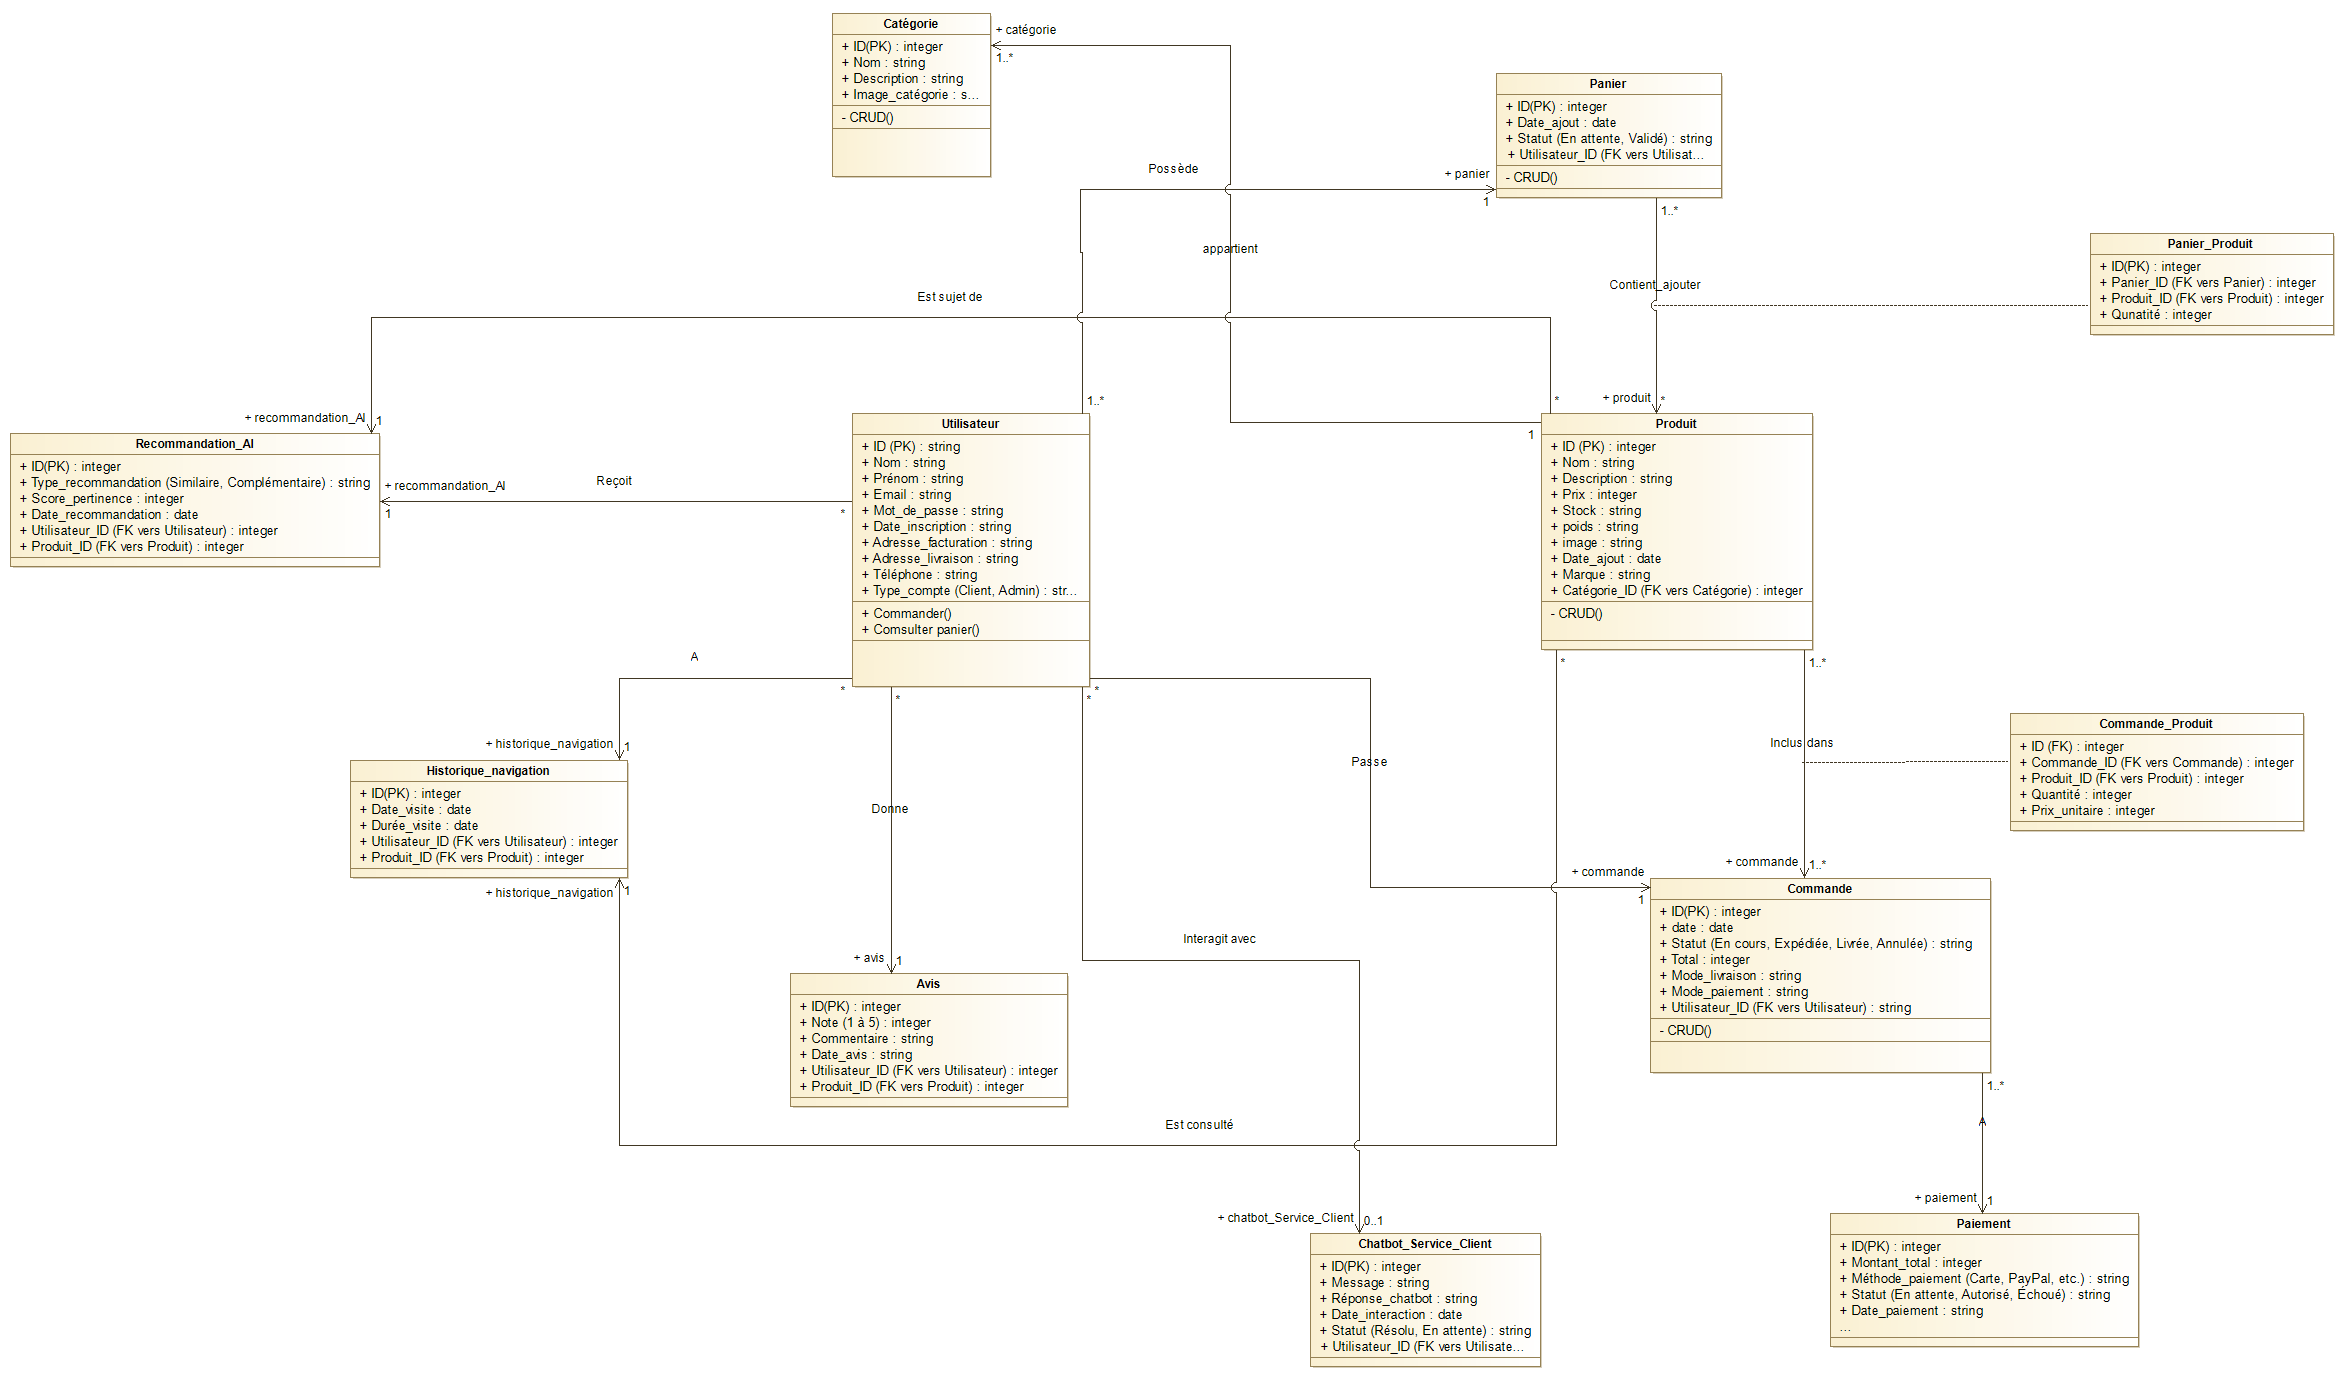 Catégorie
+ ID(PK) : integer
+ Nom : string
+ Description : string
+ Image_catégorie : s...
- CRUD()
+ catégorie
1..*
Panier
+ ID(PK) : integer
+ Date_ajout : date
+ Statut (En attente, Validé) : string
+ Utilisateur_ID (FK vers Utilisat...
- CRUD()
Possède
+ panier
1
1..*
appartient
Panier_Produit
+ ID(PK) : integer
+ Panier_ID (FK vers Panier) : integer
+ Produit_ID (FK vers Produit) : integer
+ Qunatité : integer
Contient_ajouter
Est sujet de
+ recommandation_AI
1
1..*
*
+ produit
*
1
Recommandation_AI
+ ID(PK) : integer
+ Type_recommandation (Similaire, Complémentaire) : string
+ Score_pertinence : integer
+ Date_recommandation : date
+ Utilisateur_ID (FK vers Utilisateur) : integer
+ Produit_ID (FK vers Produit) : integer
+ recommandation_AI
1
Reçoit
*
Utilisateur
+ ID (PK) : string
+ Nom : string
+ Prénom : string
+ Email : string
+ Mot_de_passe : string
+ Date_inscription : string
+ Adresse_facturation : string
+ Adresse_livraison : string
+ Téléphone : string
+ Type_compte (Client, Admin) : str...
+ Commander()
+ Comsulter panier()
Produit
+ ID (PK) : integer
+ Nom : string
+ Description : string
+ Prix : integer
+ Stock : string
+ poids : string
+ image : string
+ Date_ajout : date
+ Marque : string
+ Catégorie_ID (FK vers Catégorie) : integer
- CRUD()
A
*
*
*
*
*
1..*
+ historique_navigation
1
Historique_navigation
+ ID(PK) : integer
+ Date_visite : date
+ Durée_visite : date
+ Utilisateur_ID (FK vers Utilisateur) : integer
+ Produit_ID (FK vers Produit) : integer
+ historique_navigation
1
Donne
Passe
Inclus dans
Commande_Produit
+ ID (FK) : integer
+ Commande_ID (FK vers Commande) : integer
+ Produit_ID (FK vers Produit) : integer
+ Quantité : integer
+ Prix_unitaire : integer
+ commande
1
+ commande
1..*
Commande
+ ID(PK) : integer
+ date : date
+ Statut (En cours, Expédiée, Livrée, Annulée) : string
+ Total : integer
+ Mode_livraison : string
+ Mode_paiement : string
+ Utilisateur_ID (FK vers Utilisateur) : string
- CRUD()
Interagit avec
+ avis
1
Avis
+ ID(PK) : integer
+ Note (1 à 5) : integer
+ Commentaire : string
+ Date_avis : string
+ Utilisateur_ID (FK vers Utilisateur) : integer
+ Produit_ID (FK vers Produit) : integer
Est consulté
1..*
A
+ paiement
1
+ chatbot_Service_Client
0..1
Chatbot_Service_Client
+ ID(PK) : integer
+ Message : string
+ Réponse_chatbot : string
+ Date_interaction : date
+ Statut (Résolu, En attente) : string
+ Utilisateur_ID (FK vers Utilisate...
Paiement
+ ID(PK) : integer
+ Montant_total : integer
+ Méthode_paiement (Carte, PayPal, etc.) : string
+ Statut (En attente, Autorisé, Échoué) : string
+ Date_paiement : string
...